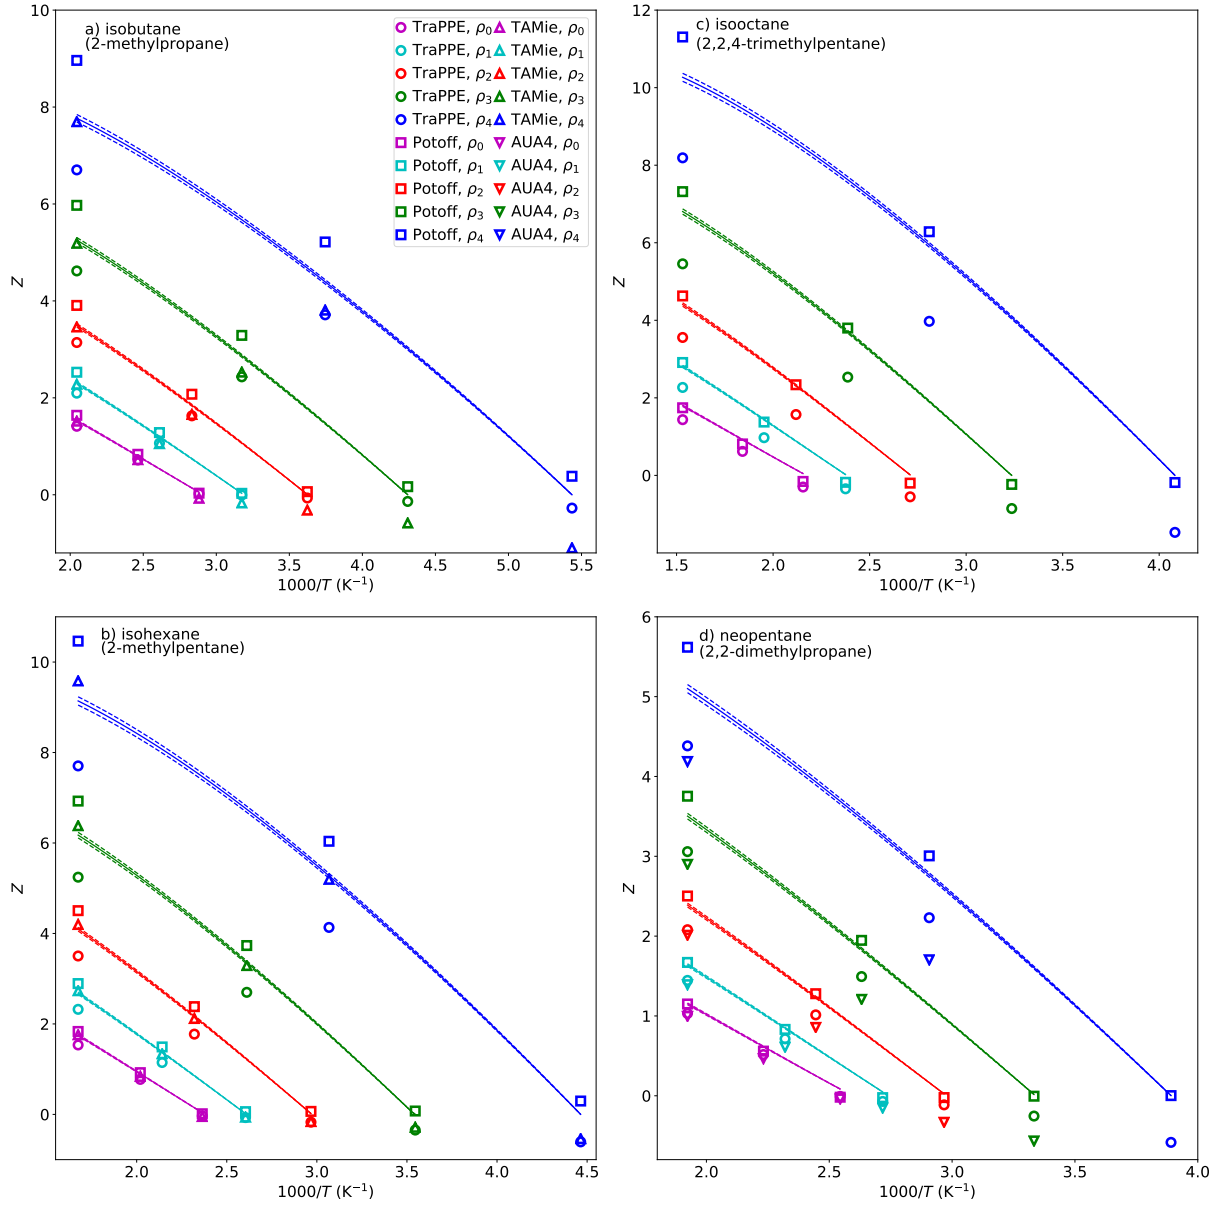 a) isobutane
(2-methylpropane)
TraPPE, ρ0
TraPPE, ρ1
TraPPE, ρ2
TraPPE, ρ3
TraPPE, ρ4
Potoff, ρ0
Potoff, ρ1
Potoff, ρ2
Potoff, ρ3
Potoff, ρ4
TAMie, ρ0
TAMie, ρ1
TAMie, ρ2
TAMie, ρ3
TAMie, ρ4
AUA4, ρ0
AUA4, ρ1
AUA4, ρ2
AUA4, ρ3
AUA4, ρ4
10
8
6
4
2
0
Z
2.0 2.5 3.0 3.5 4.0 4.5 5.0 5.5
1000/T (K⁻¹)
c) isooctane
(2,2,4-trimethylpentane)
12
10
8
6
4
2
0
Z
1.5 2.0 2.5 3.0 3.5 4.0
1000/T (K⁻¹)
b) isohexane
(2-methylpentane)
10
8
6
4
2
0
Z
2.0 2.5 3.0 3.5 4.0 4.5
1000/T (K⁻¹)
d) neopentane
(2,2-dimethylpropane)
6
5
4
3
2
1
0
Z
2.0 2.5 3.0 3.5 4.0
1000/T (K⁻¹)